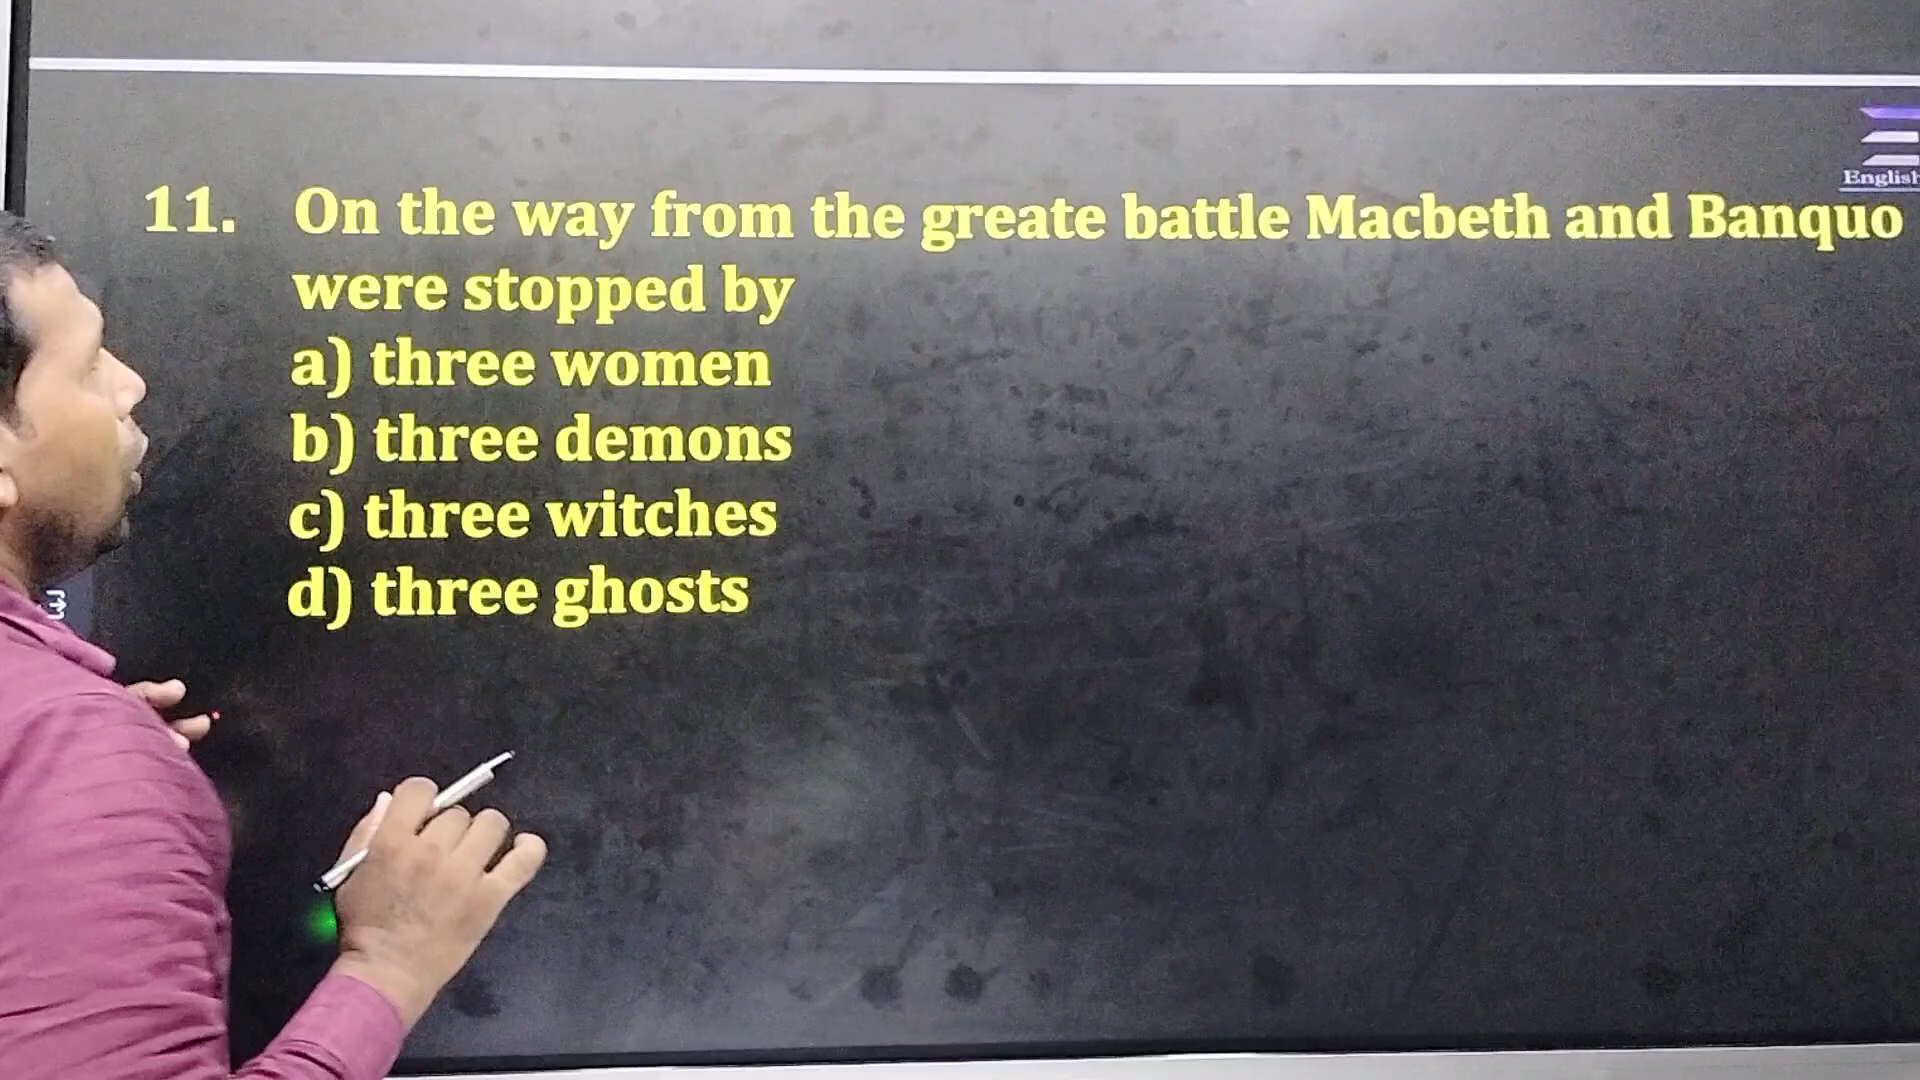 English
11. On the way from the greate battle Macbeth and Banquo
were stopped by
a) three women
b) three demons
c) three witches
d) three ghosts